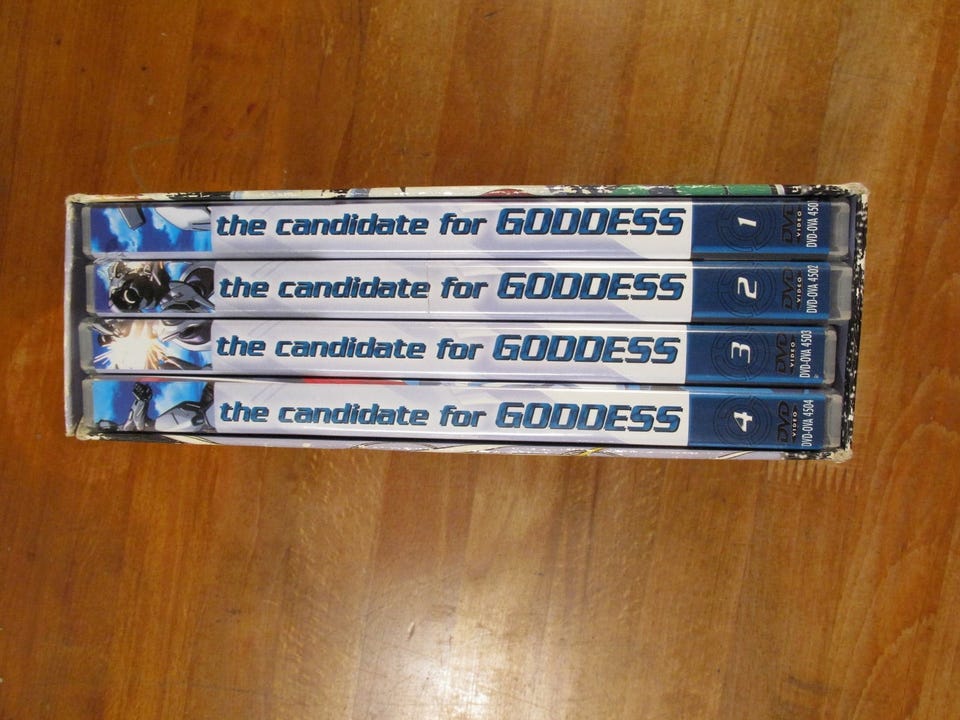 the candidate for GODDESS 1 DVD VIDEO DVD-OVA 4501
the candidate for GODDESS 2 DVD VIDEO DVD-OVA 4502
the candidate for GODDESS 3 DVD VIDEO DVD-OVA 4503
the candidate for GODDESS 4 DVD VIDEO DVD-OVA 4504